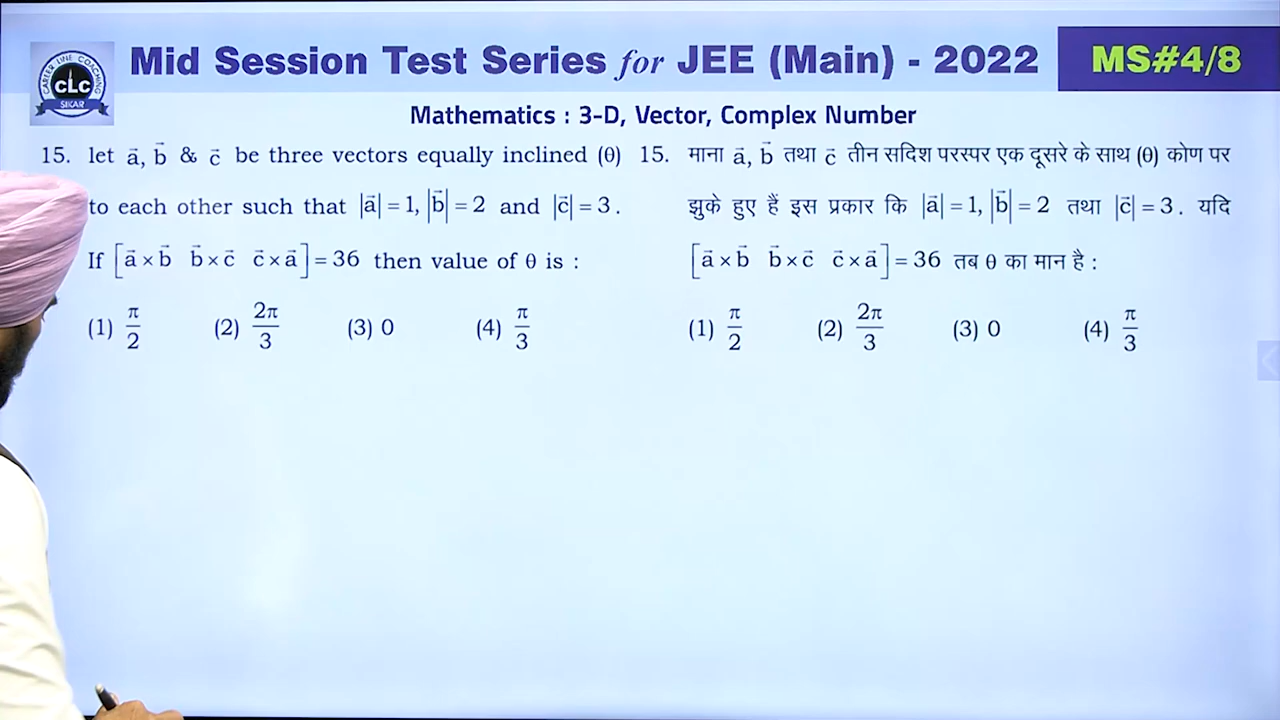 Mid Session Test Series for JEE (Main) - 2022
MS#4/8
CAREER LINE COACHING
CLC
SIKAR
Mathematics : 3-D, Vector, Complex Number
15. let a⃗, b⃗ & c⃗ be three vectors equally inclined (θ)
to each other such that |a⃗| = 1, |b⃗| = 2 and |c⃗| = 3.
If [a⃗ × b⃗ b⃗ × c⃗ c⃗ × a⃗] = 36 then value of θ is :
(1) π/2 (2) 2π/3 (3) 0 (4) π/3
15. माना a⃗, b⃗ तथा c⃗ तीन सदिश परस्पर एक दूसरे के साथ (θ) कोण पर
झुके हुए हैं इस प्रकार कि |a⃗| = 1, |b⃗| = 2 तथा |c⃗| = 3. यदि
[a⃗ × b⃗ b⃗ × c⃗ c⃗ × a⃗] = 36 तब θ का मान है :
(1) π/2 (2) 2π/3 (3) 0 (4) π/3